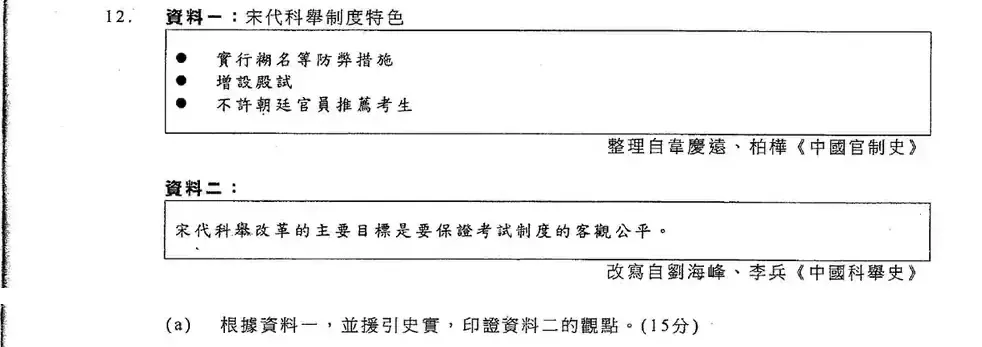 12. 資料一：宋代科舉制度特色
● 實行糊名等防弊措施
● 增設殿試
● 不許朝廷官員推薦考生
整理自韋慶遠、柏樺《中國官制史》
資料二：
宋代科舉改革的主要目標是要保證考試制度的客觀公平。
改寫自劉海峰、李兵《中國科舉史》
(a) 根據資料一，並援引史實，印證資料二的觀點。(15分)